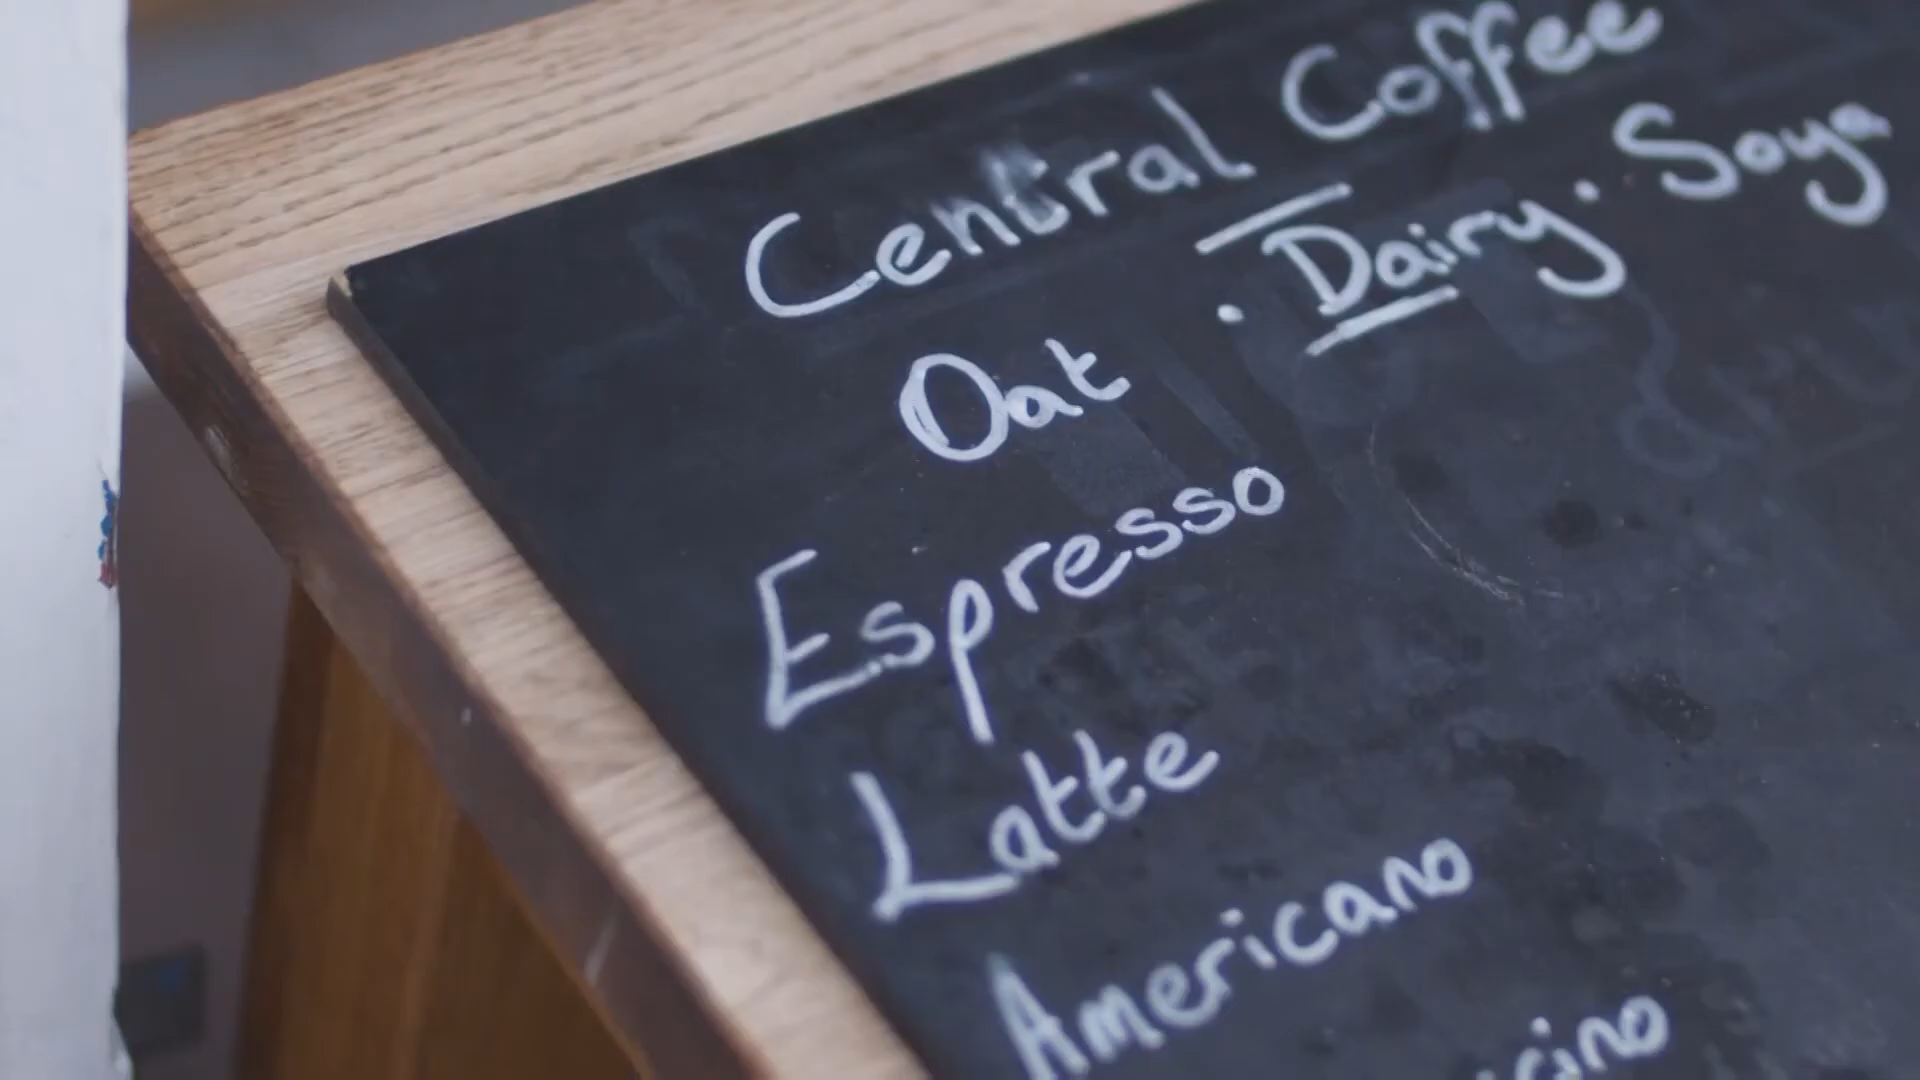 Central Coffee
Oat · Dairy · Soya
Espresso
Latte
Americano